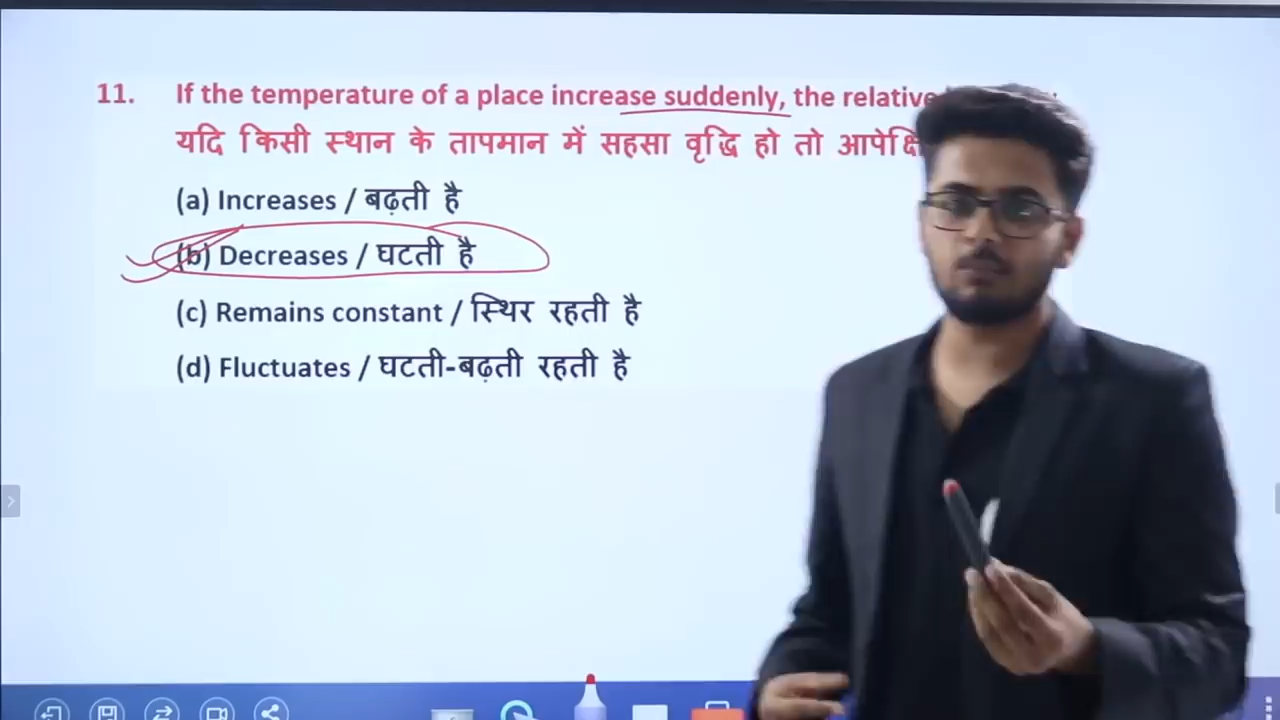 11. If the temperature of a place increase suddenly, the relative
यदि किसी स्थान के तापमान में सहसा वृद्धि हो तो
(a) Increases / बढ़ती है
(b) Decreases / घटती है
(c) Remains constant / स्थिर रहती है
(d) Fluctuates / घटती-बढ़ती रहती है